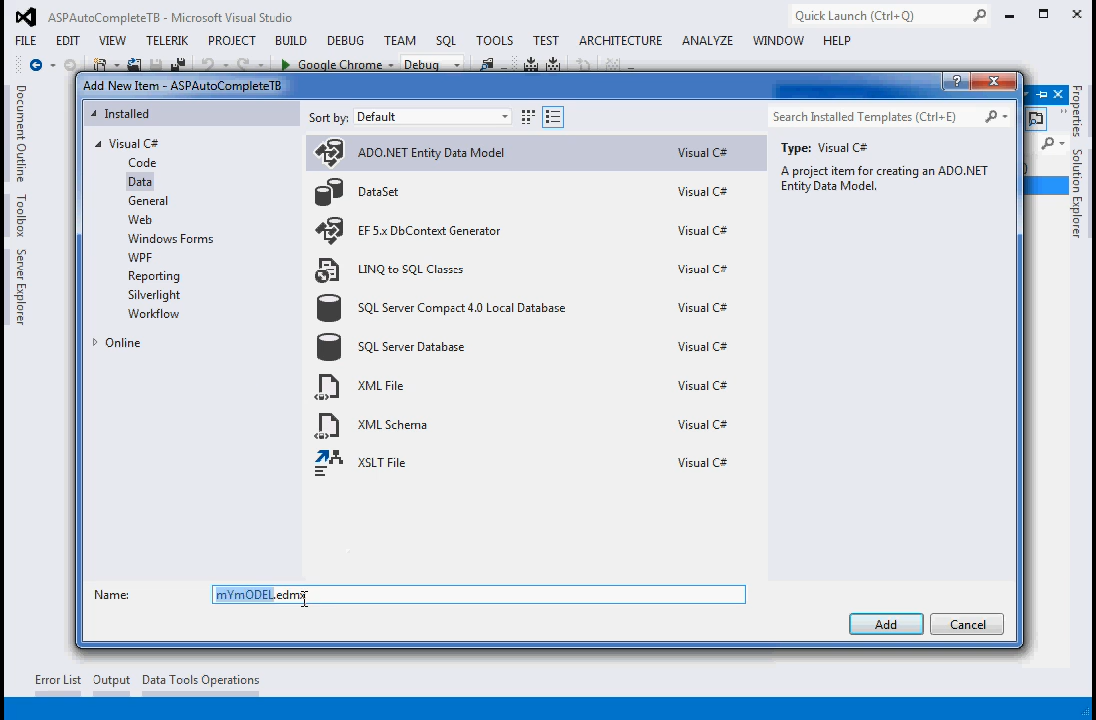 ASPAutoCompleteTB - Microsoft Visual Studio
Quick Launch (Ctrl+Q)
FILE EDIT VIEW TELERIK PROJECT BUILD DEBUG TEAM SQL TOOLS TEST ARCHITECTURE ANALYZE WINDOW HELP
Google Chrome Debug
Document Outline
Toolbox
Server Explorer
Add New Item - ASPAutoCompleteTB
?
Installed
Sort by: Default
Search Installed Templates (Ctrl+E)
Visual C#
Code
Data
General
Web
Windows Forms
WPF
Reporting
Silverlight
Workflow
Online
ADO.NET Entity Data Model Visual C#
DataSet Visual C#
EF 5.x DbContext Generator Visual C#
LINQ to SQL Classes Visual C#
SQL Server Compact 4.0 Local Database Visual C#
SQL Server Database Visual C#
XML File Visual C#
XML Schema Visual C#
XSLT File Visual C#
Type: Visual C#
A project item for creating an ADO.NET
Entity Data Model.
Name: mYmODEL.edmx
Add Cancel
Properties
Solution Explorer
Error List Output Data Tools Operations